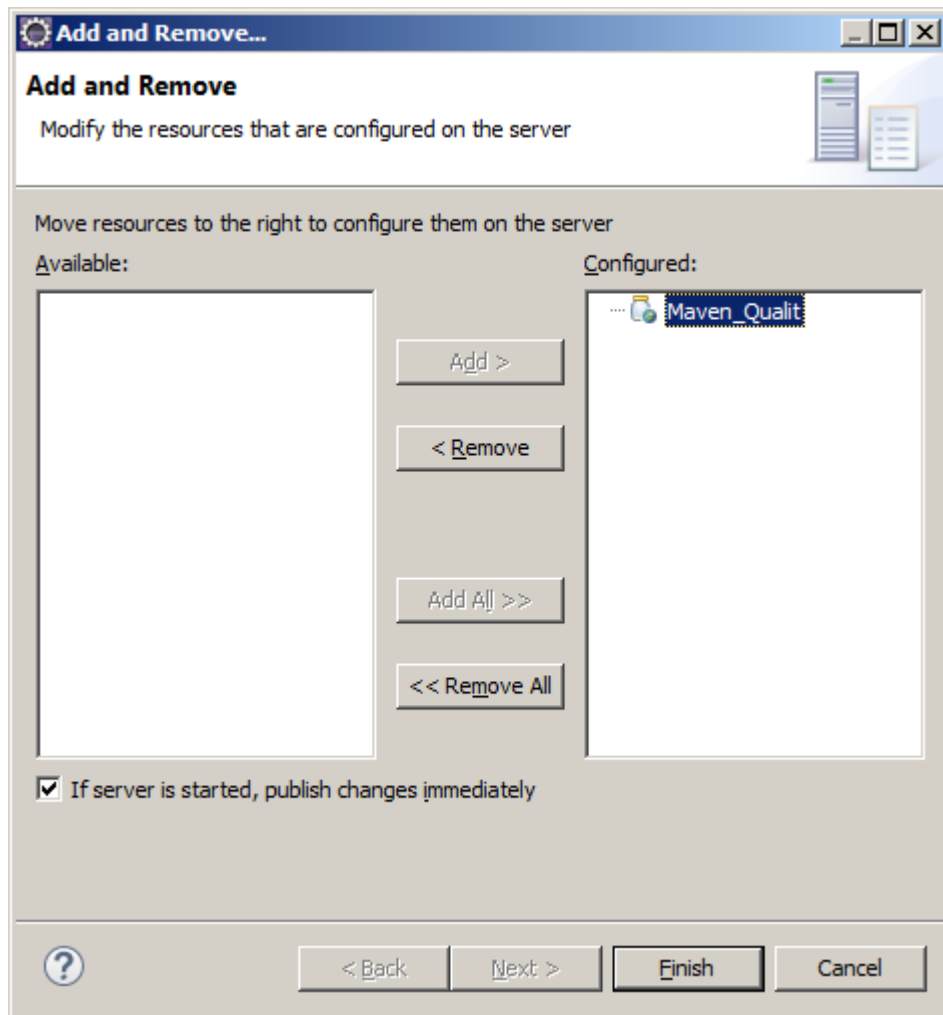 Add and Remove...
Add and Remove
Modify the resources that are configured on the server
Move resources to the right to configure them on the server
Available:
Configured:
Maven_Qualit
Add >
< Remove
Add All >>
<< Remove All
If server is started, publish changes immediately
?
< Back
Next >
Finish
Cancel